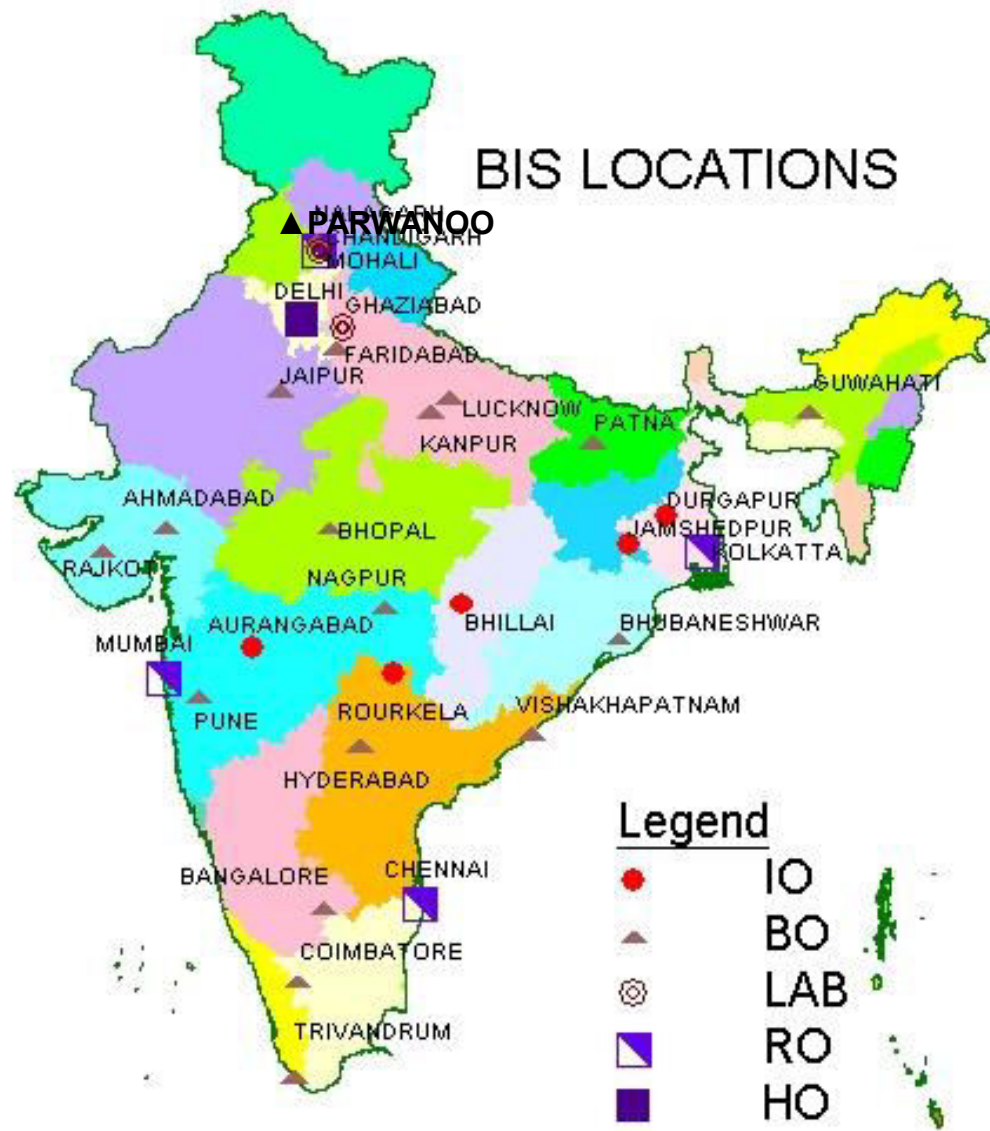 BIS LOCATIONS
NALAGARH
▲PARWANOO
CHANDIGARH
MOHALI
DELHI
GHAZIABAD
FARIDABAD
JAIPUR
GUWAHATI
LUCKNOW
PATNA
KANPUR
AHMADABAD
DURGAPUR
BHOPAL
JAMSHEDPUR
KOLKATTA
RAJKOT
NAGPUR
AURANGABAD
BHILLAI
BHUBANESHWAR
MUMBAI
ROURKELA
VISHAKHAPATNAM
PUNE
HYDERABAD
BANGALORE
CHENNAI
COIMBATORE
TRIVANDRUM
Legend
IO
BO
LAB
RO
HO